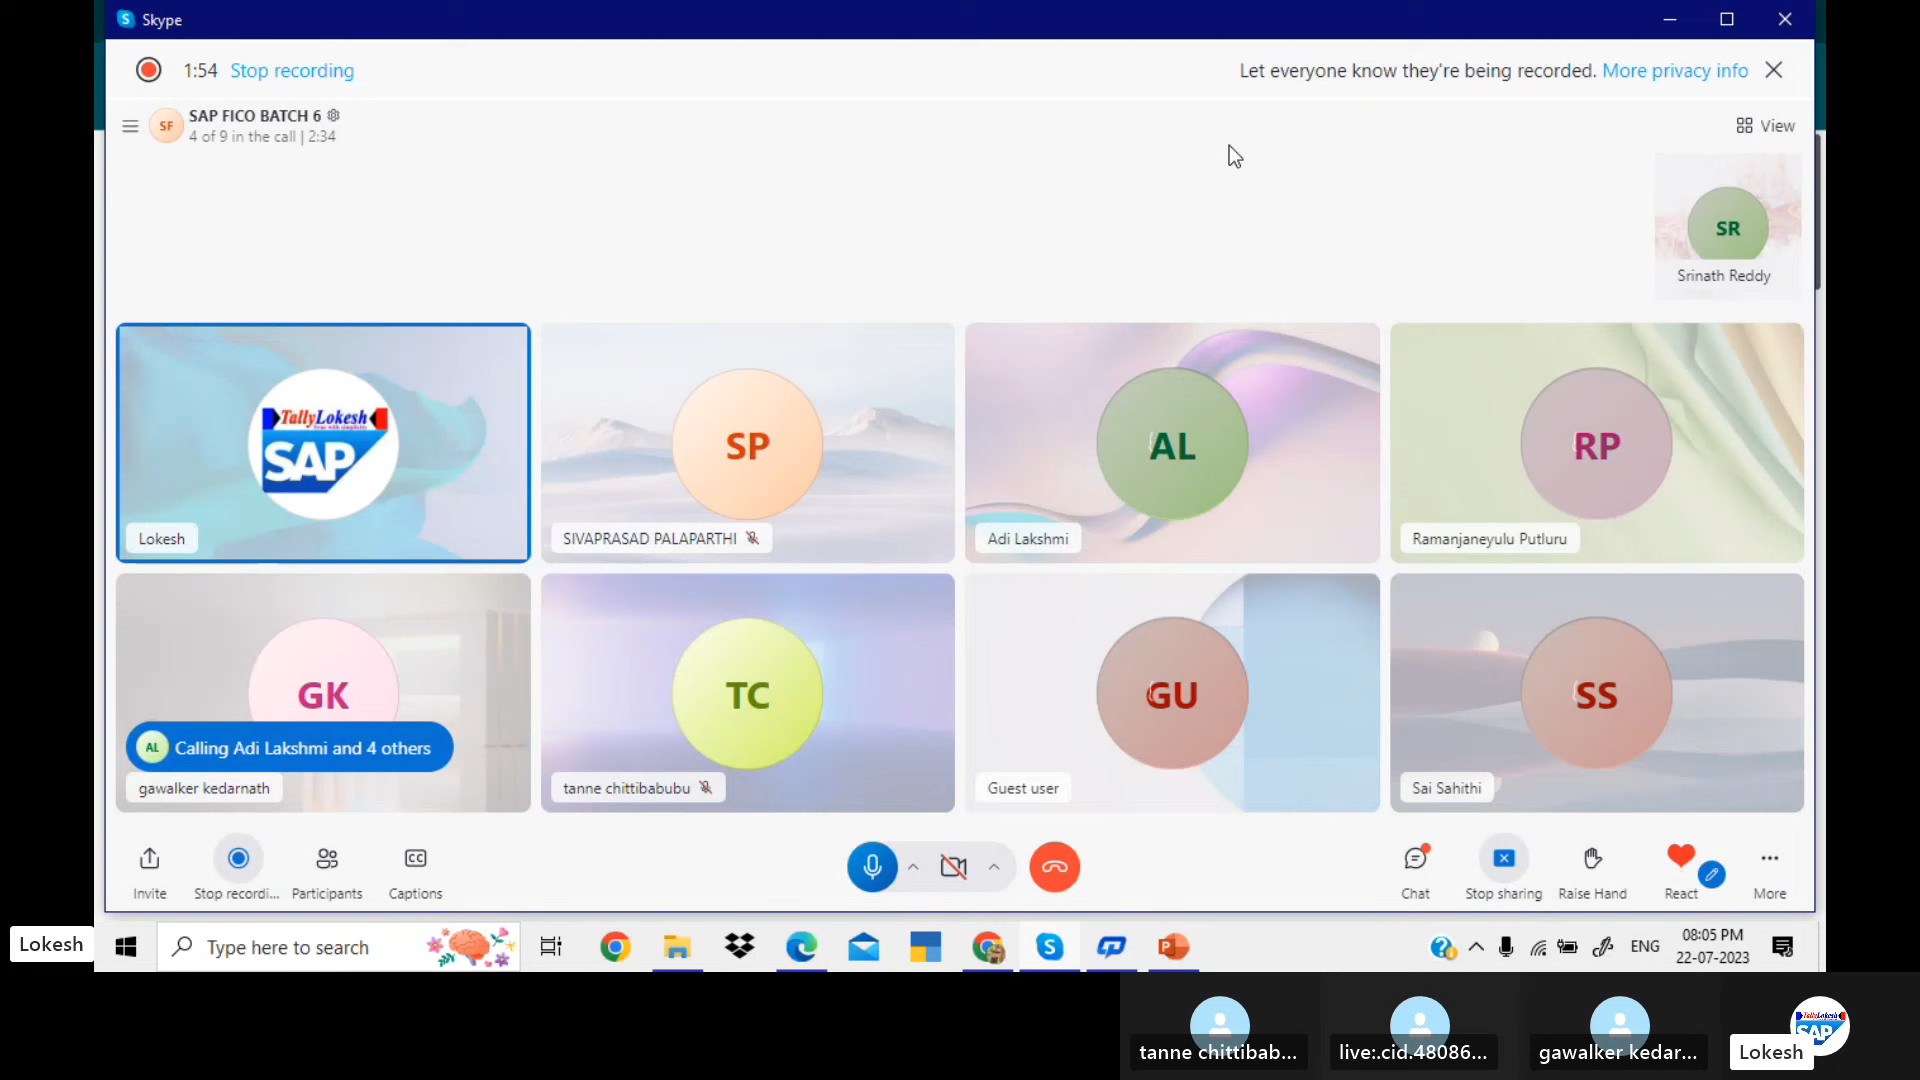 Skype
1:54 Stop recording
Let everyone know they're being recorded. More privacy info
SF
SAP FICO BATCH 6
4 of 9 in the call | 2:34
View
SR
Srinath Reddy
TallyLokesh
SAP
Lokesh
SP
SIVAPRASAD PALAPARTHI
AL
Adi Lakshmi
RP
Ramanjaneyulu Putluru
GK
AL Calling Adi Lakshmi and 4 others
gawalker kedarnath
TC
tanne chittibabubu
GU
Guest user
SS
Sai Sahithi
Invite
Stop recordi...
Participants
CC
Captions
Chat
Stop sharing
Raise Hand
React
More
Lokesh
Type here to search
ENG
08:05 PM
22-07-2023
tanne chittibab...
live:.cid.48086...
gawalker kedar...
TallyLokesh
SAP
Lokesh